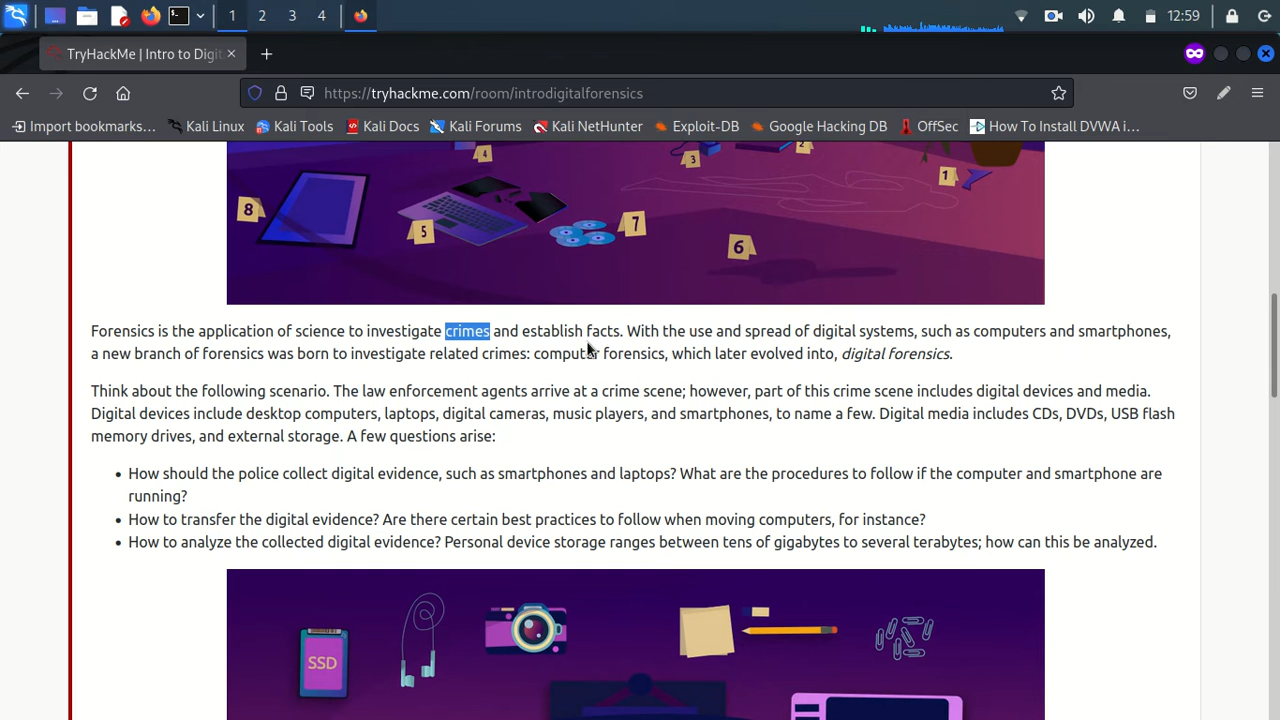 1 2 3 4 12:59
TryHackMe | Intro to Digit
https://tryhackme.com/room/introdigitalforensics
Import bookmarks… Kali Linux Kali Tools Kali Docs Kali Forums Kali NetHunter Exploit-DB Google Hacking DB OffSec How To Install DVWA i…
4 3 2 1
8 5 7 6
Forensics is the application of science to investigate crimes and establish facts. With the use and spread of digital systems, such as computers and smartphones,
a new branch of forensics was born to investigate related crimes: computer forensics, which later evolved into, digital forensics.
Think about the following scenario. The law enforcement agents arrive at a crime scene; however, part of this crime scene includes digital devices and media.
Digital devices include desktop computers, laptops, digital cameras, music players, and smartphones, to name a few. Digital media includes CDs, DVDs, USB flash
memory drives, and external storage. A few questions arise:
• How should the police collect digital evidence, such as smartphones and laptops? What are the procedures to follow if the computer and smartphone are
running?
• How to transfer the digital evidence? Are there certain best practices to follow when moving computers, for instance?
• How to analyze the collected digital evidence? Personal device storage ranges between tens of gigabytes to several terabytes; how can this be analyzed.
SSD